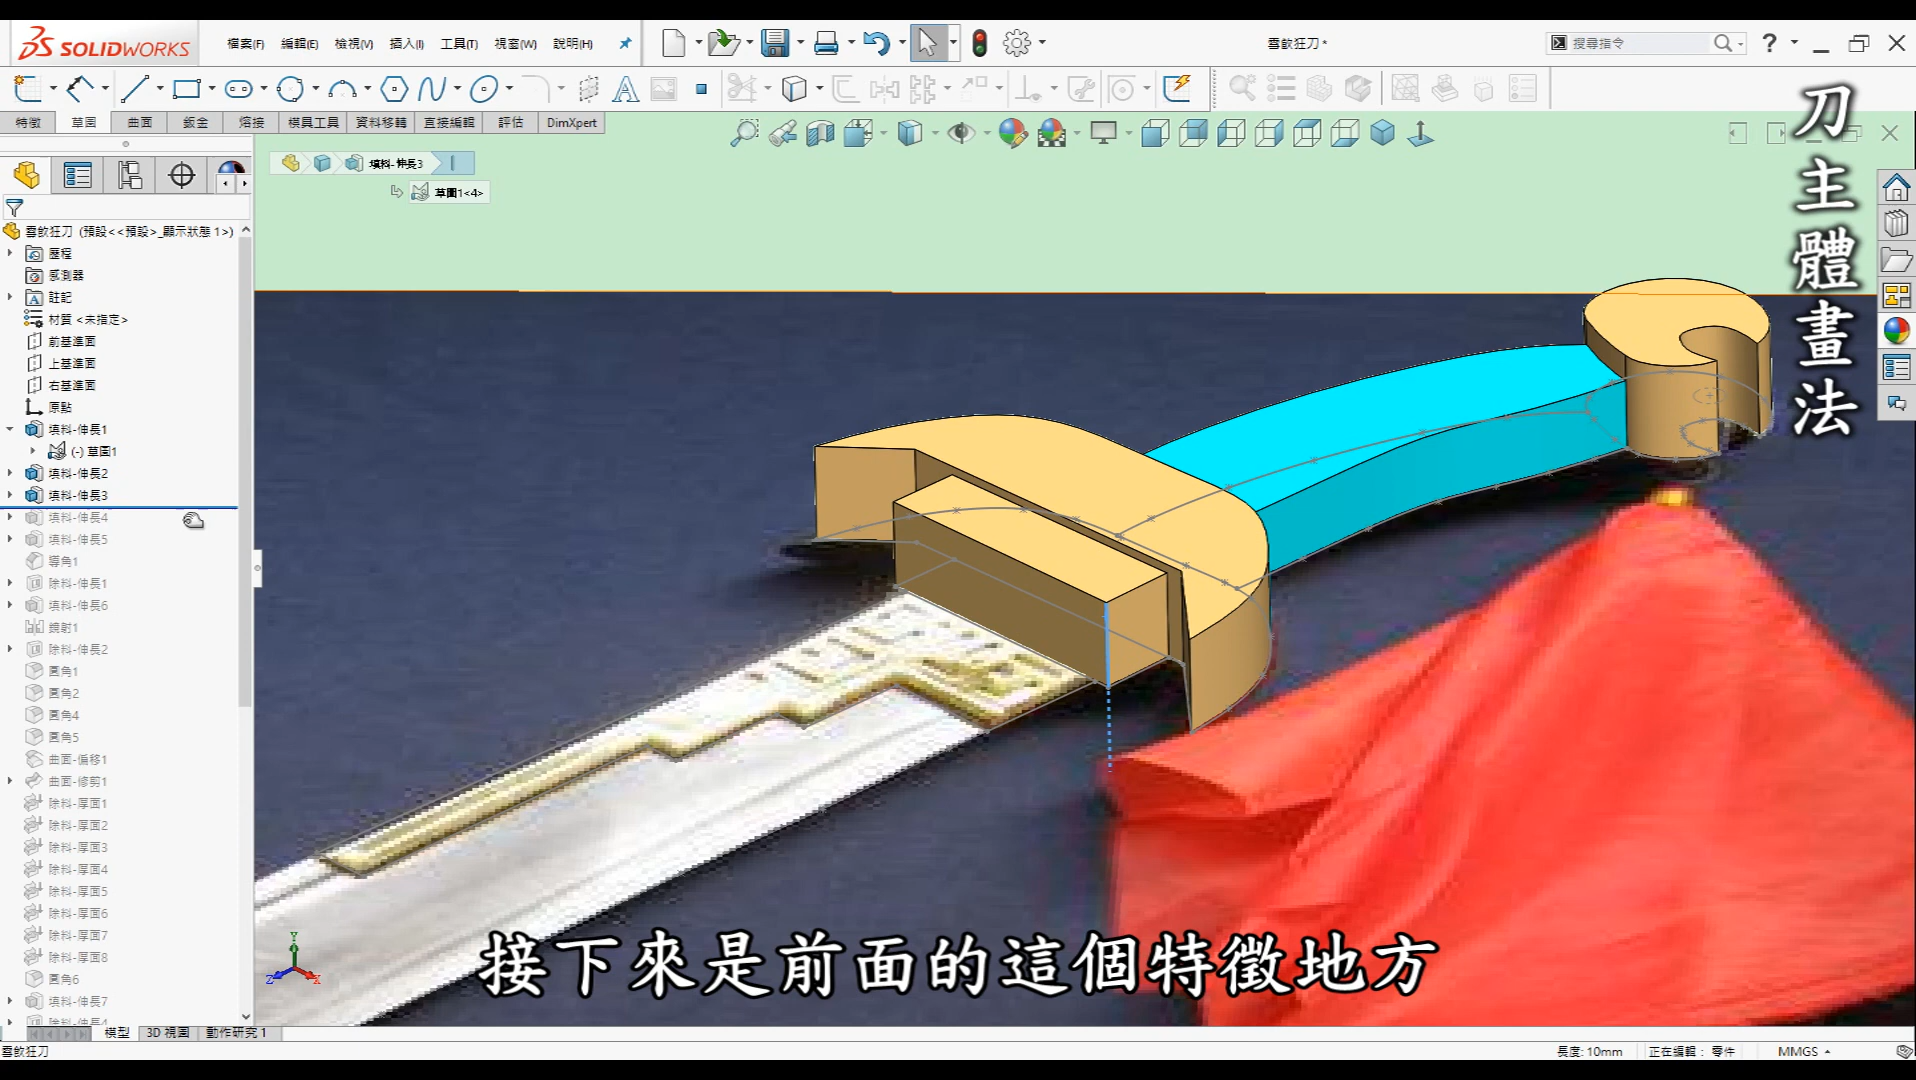 SOLIDWORKS
檔案(F) 編輯(E) 檢視(V) 插入(I) 工具(T) 視窗(W) 說明(H)
雪飲狂刀 *
搜尋指令
特徵 草圖 曲面 鈑金 熔接 模具工具 資料移轉 直接編輯 評估 DimXpert
填料-伸長3
草圖1<4>
刀主體畫法
雪飲狂刀 (預設<<預設>_顯示狀態 1>)
歷程
感測器
註記
材質 <未指定>
前基準面
上基準面
右基準面
原點
填料-伸長1
(-) 草圖1
填料-伸長2
填料-伸長3
填料-伸長4
填料-伸長5
導角1
除料-伸長1
填料-伸長6
鏡射1
除料-伸長2
圓角1
圓角2
圓角4
圓角5
曲面-偏移1
曲面-修剪1
除料-厚面1
除料-厚面2
除料-厚面3
除料-厚面4
除料-厚面5
除料-厚面6
除料-厚面7
除料-厚面8
圓角6
填料-伸長7
除料-伸長4
接下來是前面的這個特徵地方
模型 3D 視圖 動作研究 1
雪飲狂刀
長度: 10mm 正在編輯: 零件 MMGS